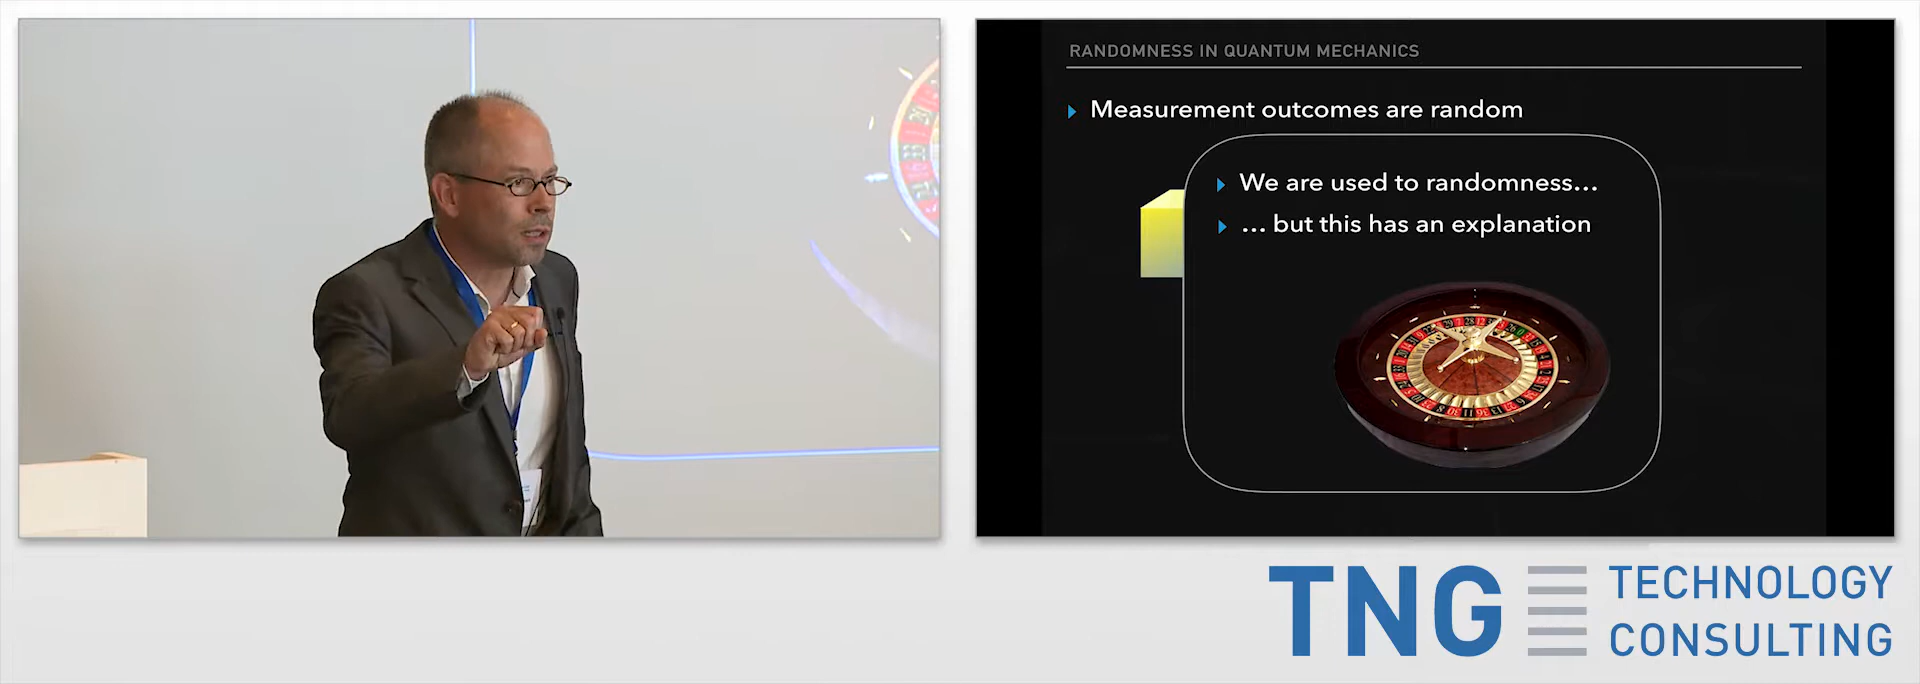 RANDOMNESS IN QUANTUM MECHANICS
Measurement outcomes are random
We are used to randomness...
... but this has an explanation
TNG TECHNOLOGY
CONSULTING